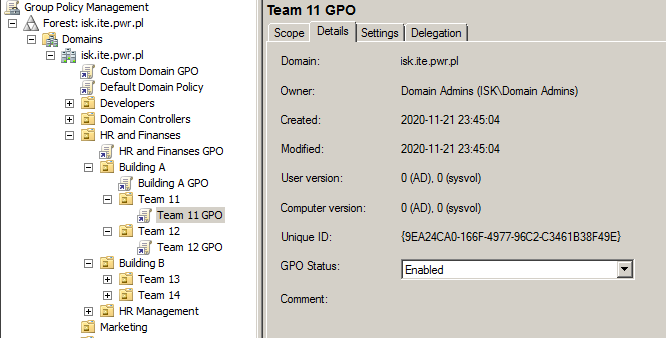 Group Policy Management
Forest: isk.ite.pwr.pl
Domains
isk.ite.pwr.pl
Custom Domain GPO
Default Domain Policy
Developers
Domain Controllers
HR and Finanses
HR and Finanses GPO
Building A
Building A GPO
Team 11
Team 11 GPO
Team 12
Team 12 GPO
Building B
Team 13
Team 14
HR Management
Marketing
Team 11 GPO
Scope Details Settings Delegation
Domain: isk.ite.pwr.pl
Owner: Domain Admins (ISK\Domain Admins)
Created: 2020-11-21 23:45:04
Modified: 2020-11-21 23:45:04
User version: 0 (AD), 0 (sysvol)
Computer version: 0 (AD), 0 (sysvol)
Unique ID: {9EA24CA0-166F-4977-96C2-C3461B38F49E}
GPO Status: Enabled
Comment: